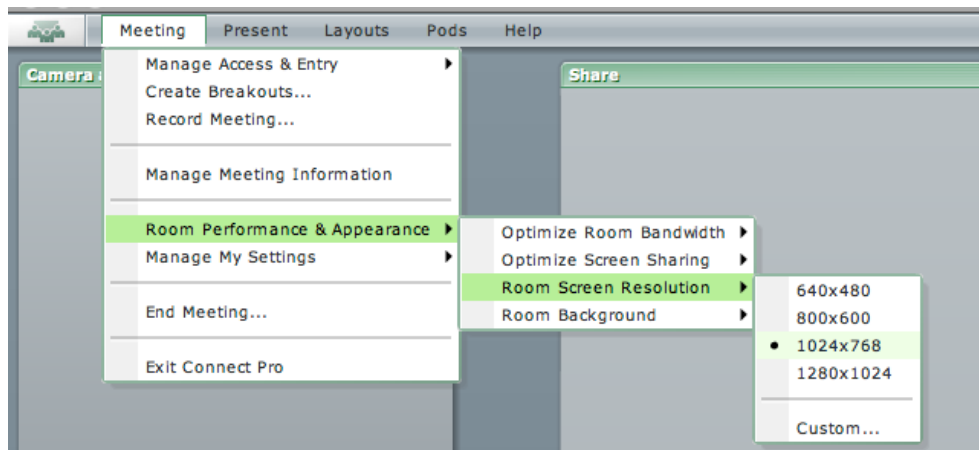 Meeting Present Layouts Pods Help
Camera
Share
Manage Access & Entry
Create Breakouts...
Record Meeting...
Manage Meeting Information
Room Performance & Appearance
Manage My Settings
End Meeting...
Exit Connect Pro
Optimize Room Bandwidth
Optimize Screen Sharing
Room Screen Resolution
Room Background
640x480
800x600
1024x768
1280x1024
Custom...